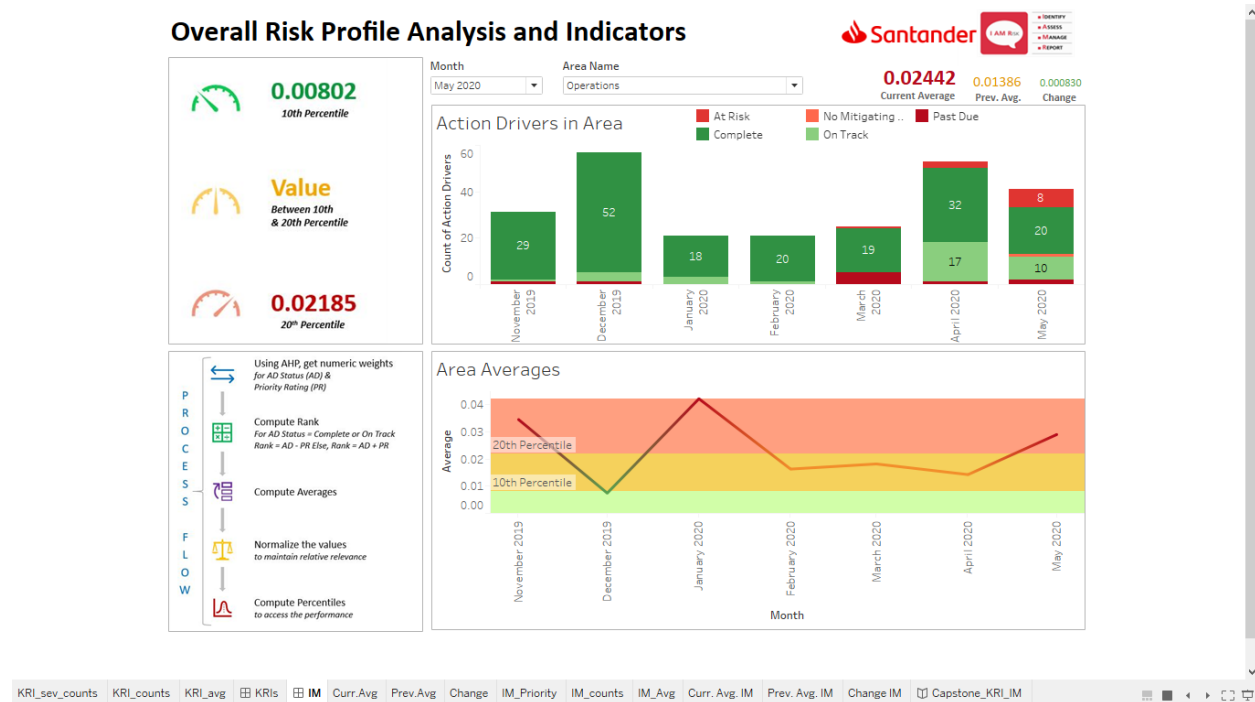 Overall Risk Profile Analysis and Indicators
Santander
I AM RISK
IDENTIFY
ASSESS
MANAGE
REPORT
0.00802
10th Percentile
Value
Between 10th
& 20th Percentile
0.02185
20th Percentile
Month
May 2020
Area Name
Operations
0.02442
Current Average
0.01386
Prev. Avg.
0.000830
Change
Action Drivers in Area
At Risk
No Mitigating ..
Past Due
Complete
On Track
Count of Action Drivers
60
40
20
0
29
52
18
20
19
32
17
8
20
10
November 2019
December 2019
January 2020
February 2020
March 2020
April 2020
May 2020
PROCESS FLOW
Using AHP, get numeric weights
for AD Status (AD) &
Priority Rating (PR)
Compute Rank
For AD Status = Complete or On Track
Rank = AD - PR Else, Rank = AD + PR
Compute Averages
Normalize the values
to maintain relative relevance
Compute Percentiles
to access the performance
Area Averages
Average
0.04
0.03
0.02
0.01
0.00
20th Percentile
10th Percentile
November 2019
December 2019
January 2020
February 2020
March 2020
April 2020
May 2020
Month
KRI_sev_counts KRI_counts KRI_avg KRIs IM Curr.Avg Prev.Avg Change IM_Priority IM_counts IM_Avg Curr. Avg. IM Prev. Avg. IM Change IM Capstone_KRI_IM